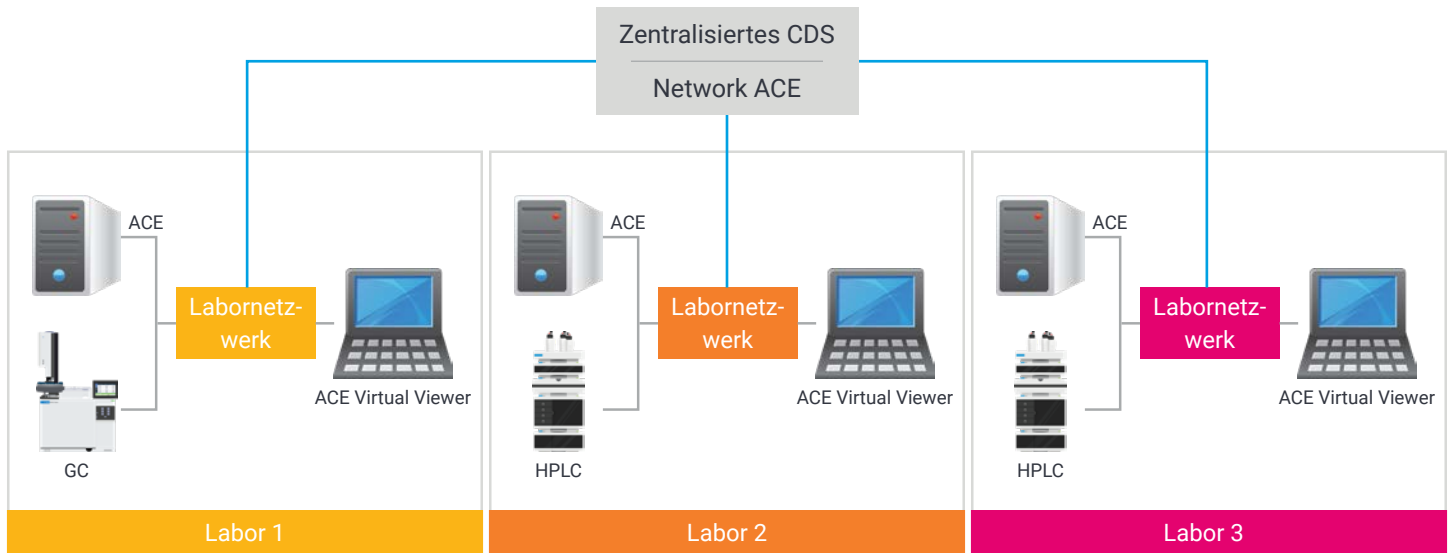 Zentralisiertes CDS
Network ACE
ACE
Labornetz-
werk
ACE Virtual Viewer
GC
Labor 1
ACE
Labornetz-
werk
ACE Virtual Viewer
HPLC
Labor 2
ACE
Labornetz-
werk
ACE Virtual Viewer
HPLC
Labor 3